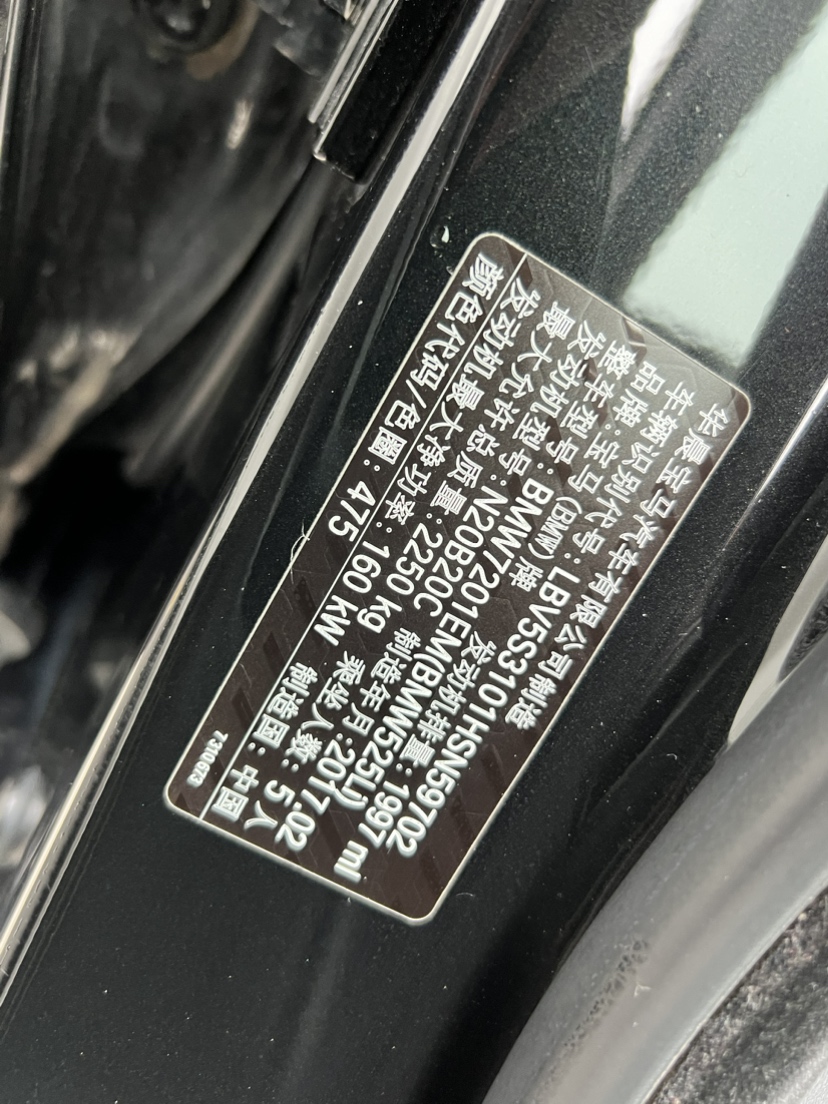 华晨宝马汽车有限公司制造
车辆识别代号: LBV5S3101HSN59702
品牌: 宝马 (BMW) 牌
整车型号: BMW7201EM(BMW525Li)
发动机型号: N20B20C 发动机排量: 1997 ml
最大允许总质量: 2250 kg 制造年月: 2017.02
发动机最大净功率: 160 kW 乘坐人数: 5人
颜色代码/色圈: 475 制造国: 中国
7310673